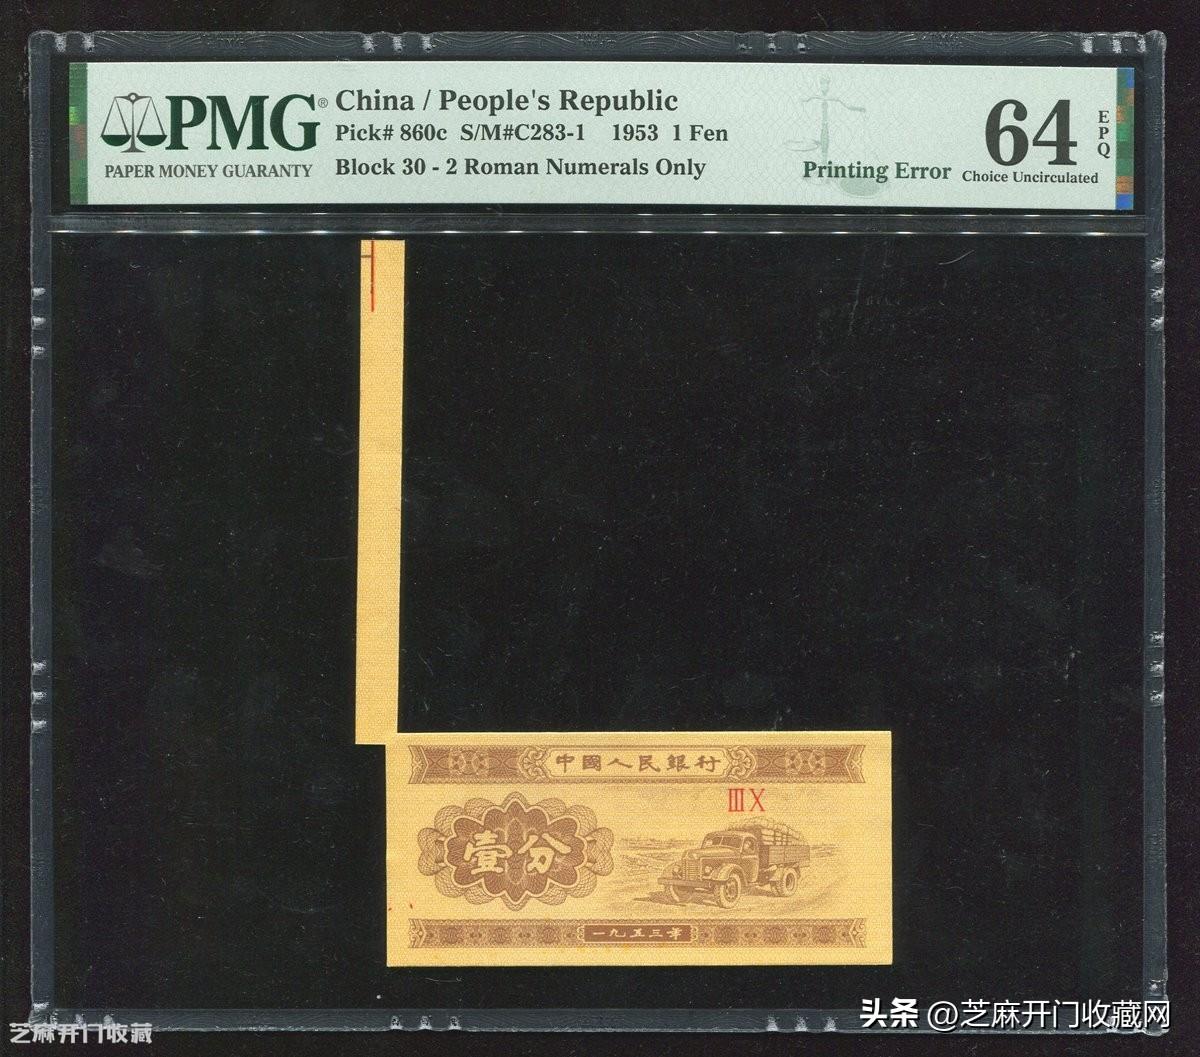 PMG®
PAPER MONEY GUARANTY
China / People's Republic
Pick# 860c S/M#C283-1 1953 1 Fen
Block 30 - 2 Roman Numerals Only
Printing Error
64
EPQ
Choice Uncirculated
中國人民銀行
ⅢⅩ
壹分
一九五三年
头条 @芝麻开门收藏网
芝麻开门收藏